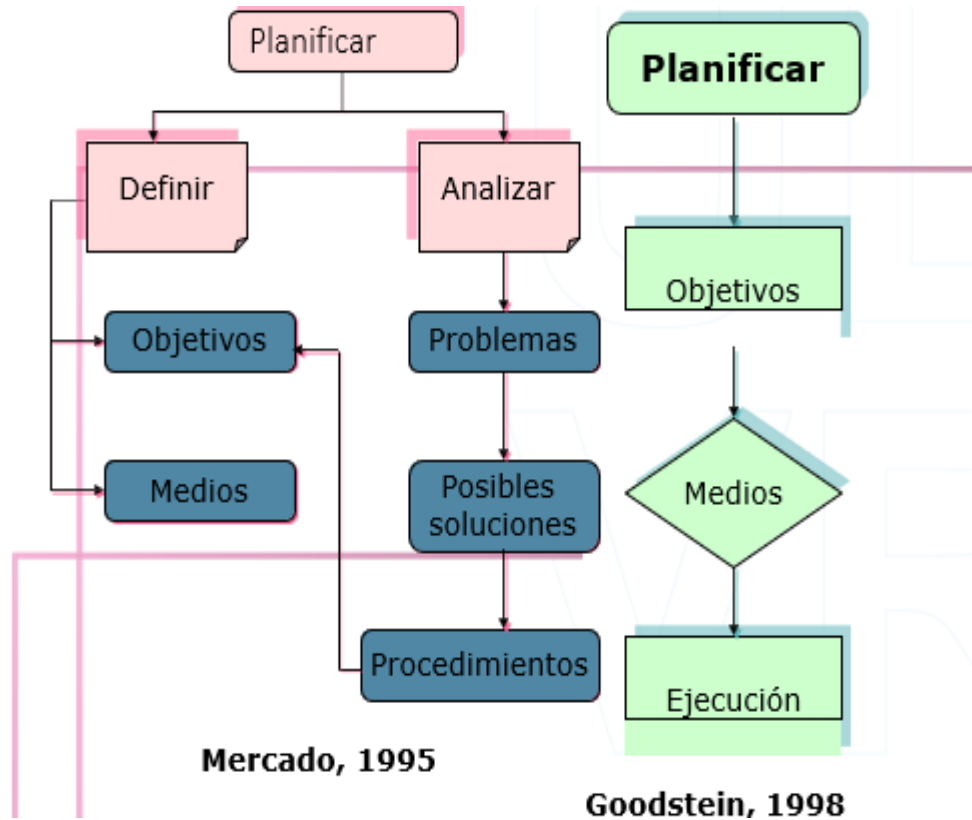 Planificar
Definir
Analizar
Objetivos
Problemas
Medios
Posibles
soluciones
Procedimientos
Mercado, 1995
Planificar
Objetivos
Medios
Ejecución
Goodstein, 1998